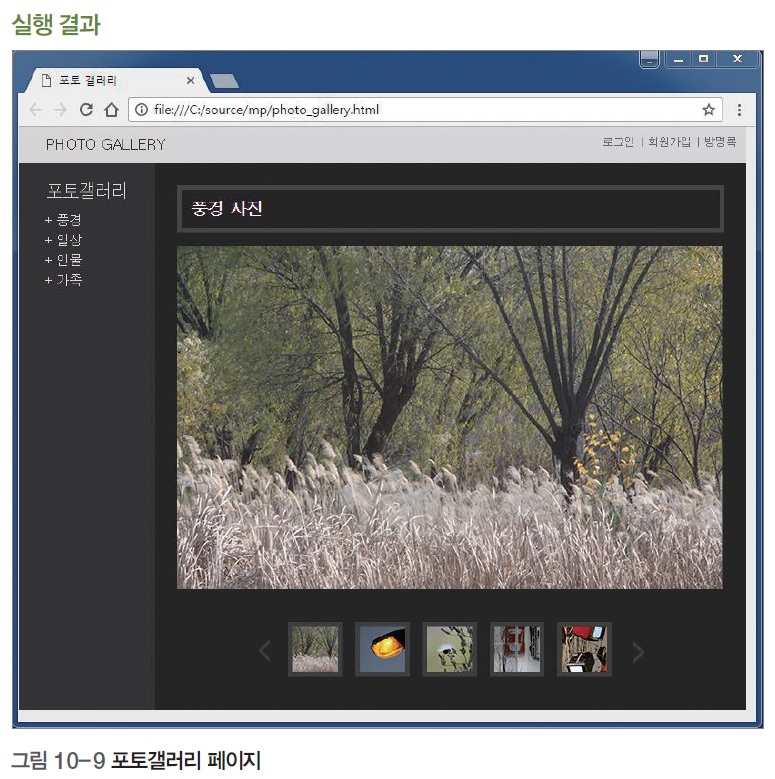 실행 결과
포토 갤러리
file:///C:/source/mp/photo_gallery.html
PHOTO GALLERY
로그인 | 회원가입 | 방명록
포토갤러리
+ 풍경
+ 일상
+ 인물
+ 가족
풍경 사진
그림 10-9 포토갤러리 페이지